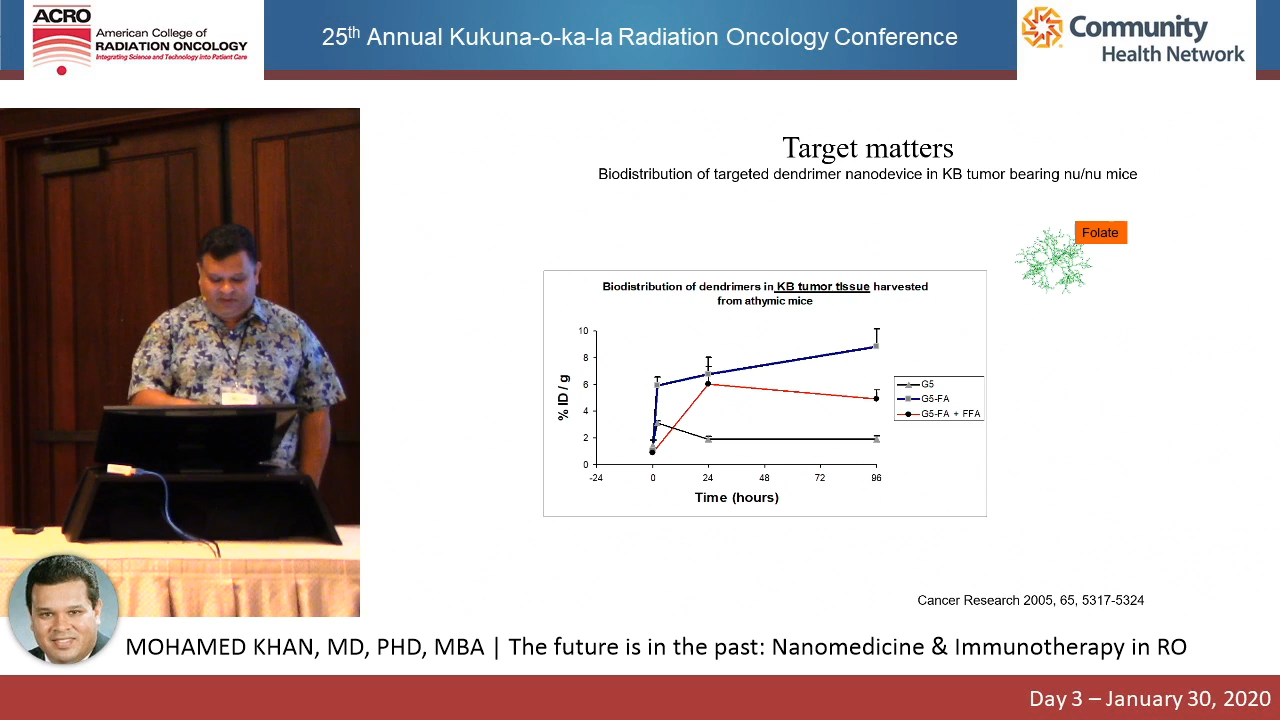 ACRO
American College of
RADIATION ONCOLOGY
Integrating Science and Technology Into Patient Care
25th Annual Kukuna-o-ka-la Radiation Oncology Conference
Community
Health Network
Target matters
Biodistribution of targeted dendrimer nanodevice in KB tumor bearing nu/nu mice
Folate
Biodistribution of dendrimers in KB tumor tissue harvested
from athymic mice
10
8
6
4
2
0
% ID / g
-24 0 24 48 72 96
Time (hours)
G5
G5-FA
G5-FA + FFA
Cancer Research 2005, 65, 5317-5324
MOHAMED KHAN, MD, PHD, MBA | The future is in the past: Nanomedicine & Immunotherapy in RO
Day 3 – January 30, 2020